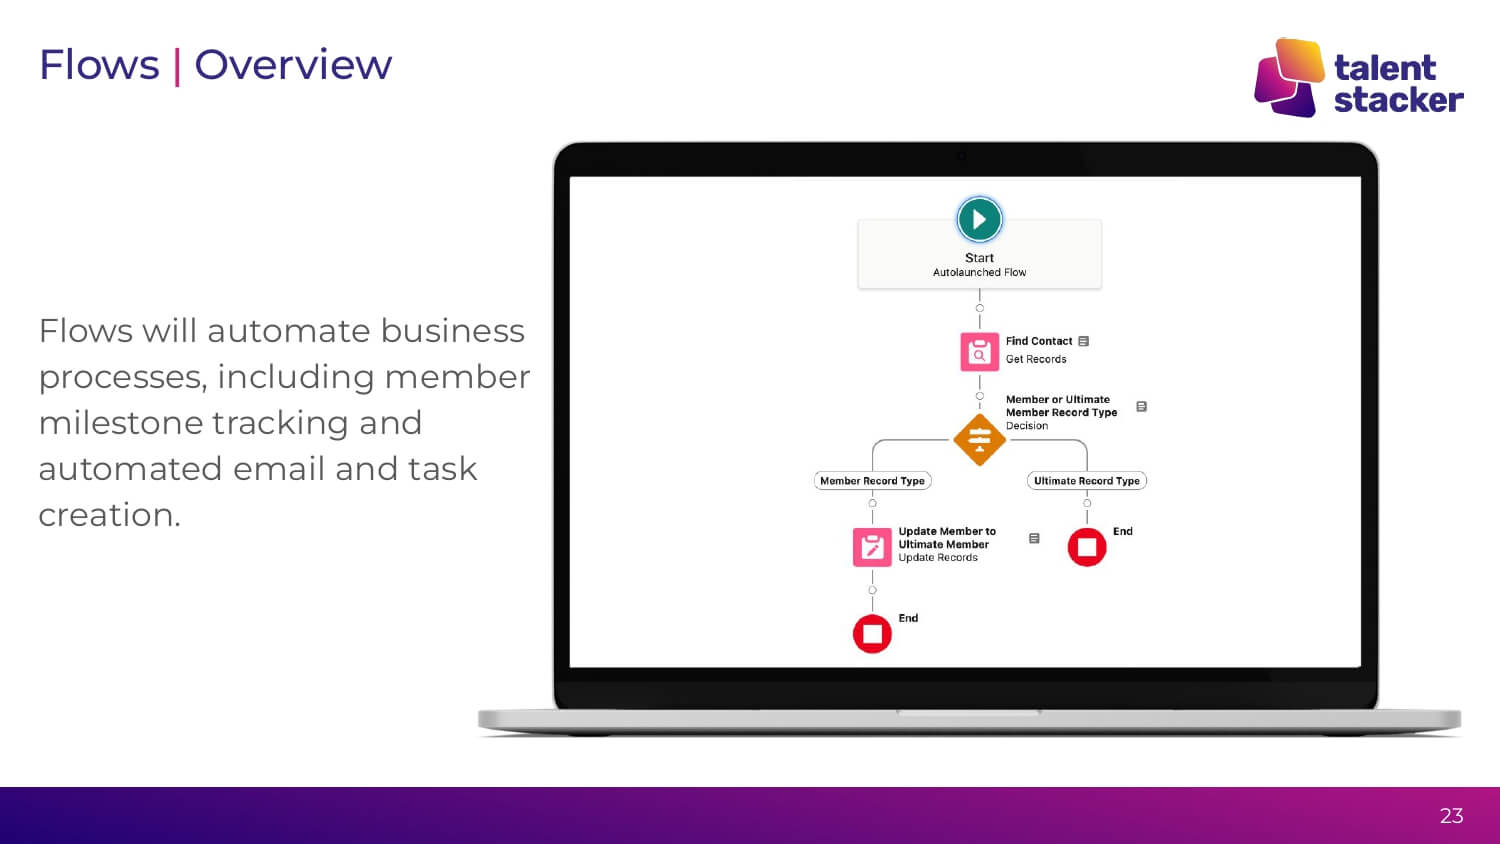 Flows | Overview
talent
stacker
Flows will automate business
processes, including member
milestone tracking and
automated email and task
creation.
Start
Autolaunched Flow
Find Contact
Get Records
Member or Ultimate
Member Record Type
Decision
Member Record Type
Ultimate Record Type
Update Member to
Ultimate Member
Update Records
End
End
23